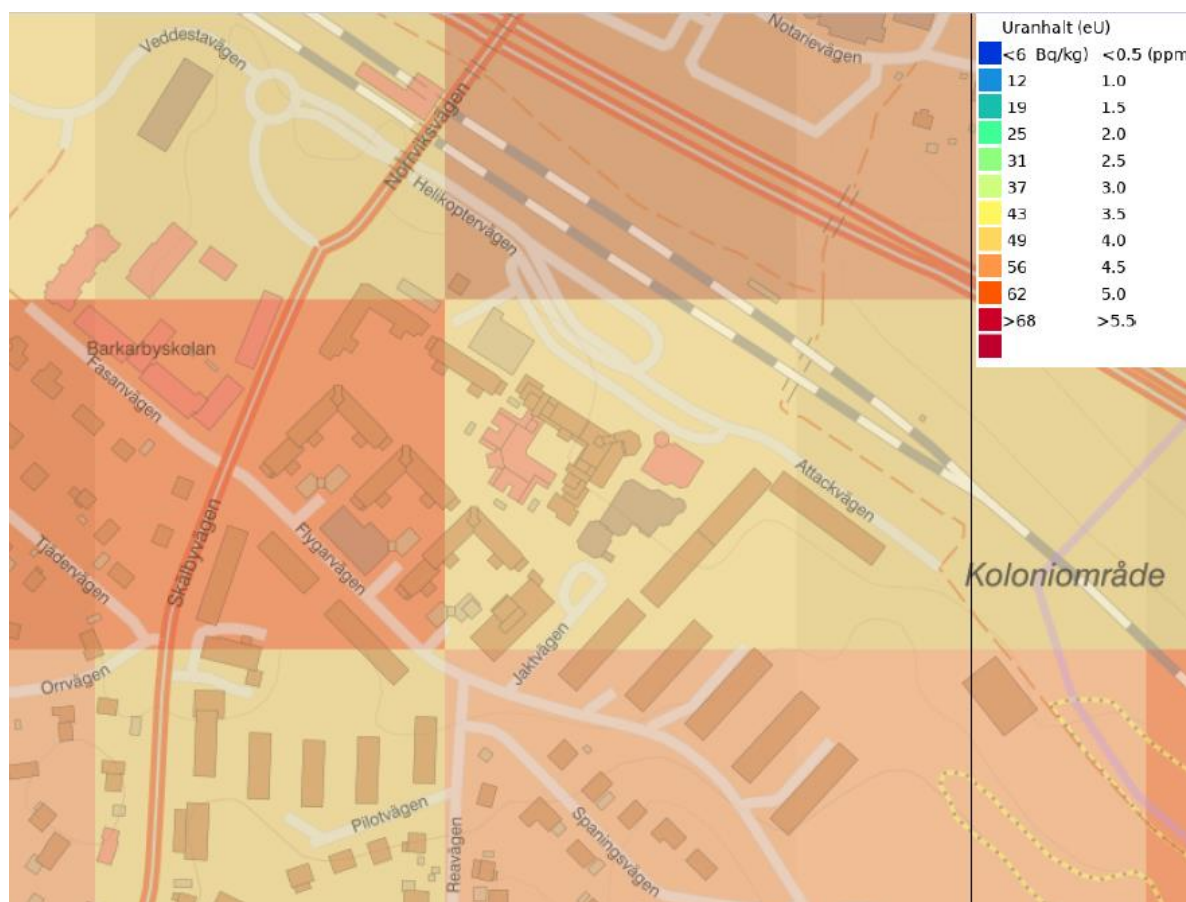 Veddestavägen
Notarievägen
Norrviksvägen
Helikoptervägen
Uranhalt (eU)
<6 Bq/kg) <0.5 (ppm
12 1.0
19 1.5
25 2.0
31 2.5
37 3.0
43 3.5
49 4.0
56 4.5
62 5.0
>68 >5.5
Barkarbyskolan
Fasanvägen
Skälbyvägen
Flygarvägen
Tjädervägen
Attackvägen
Koloniområde
Jaktvägen
Orrvägen
Pilotvägen
Reavägen
Spaningsvägen